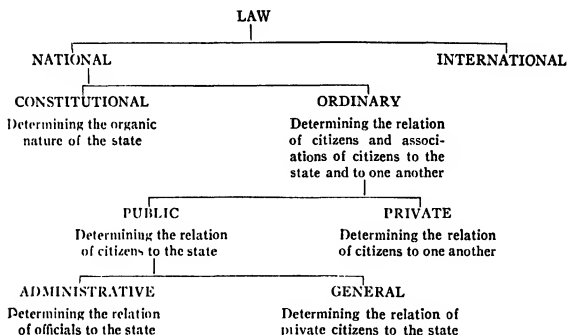 LAW
NATIONAL
INTERNATIONAL
CONSTITUTIONAL
Determining the organic
nature of the state
ORDINARY
Determining the relation
of citizens and associ-
ations of citizens to the
state and to one another
PUBLIC
Determining the relation
of citizens to the state
PRIVATE
Determining the relation
of citizens to one another
ADMINISTRATIVE
Determining the relation
of officials to the state
GENERAL
Determining the relation of
private citizens to the state